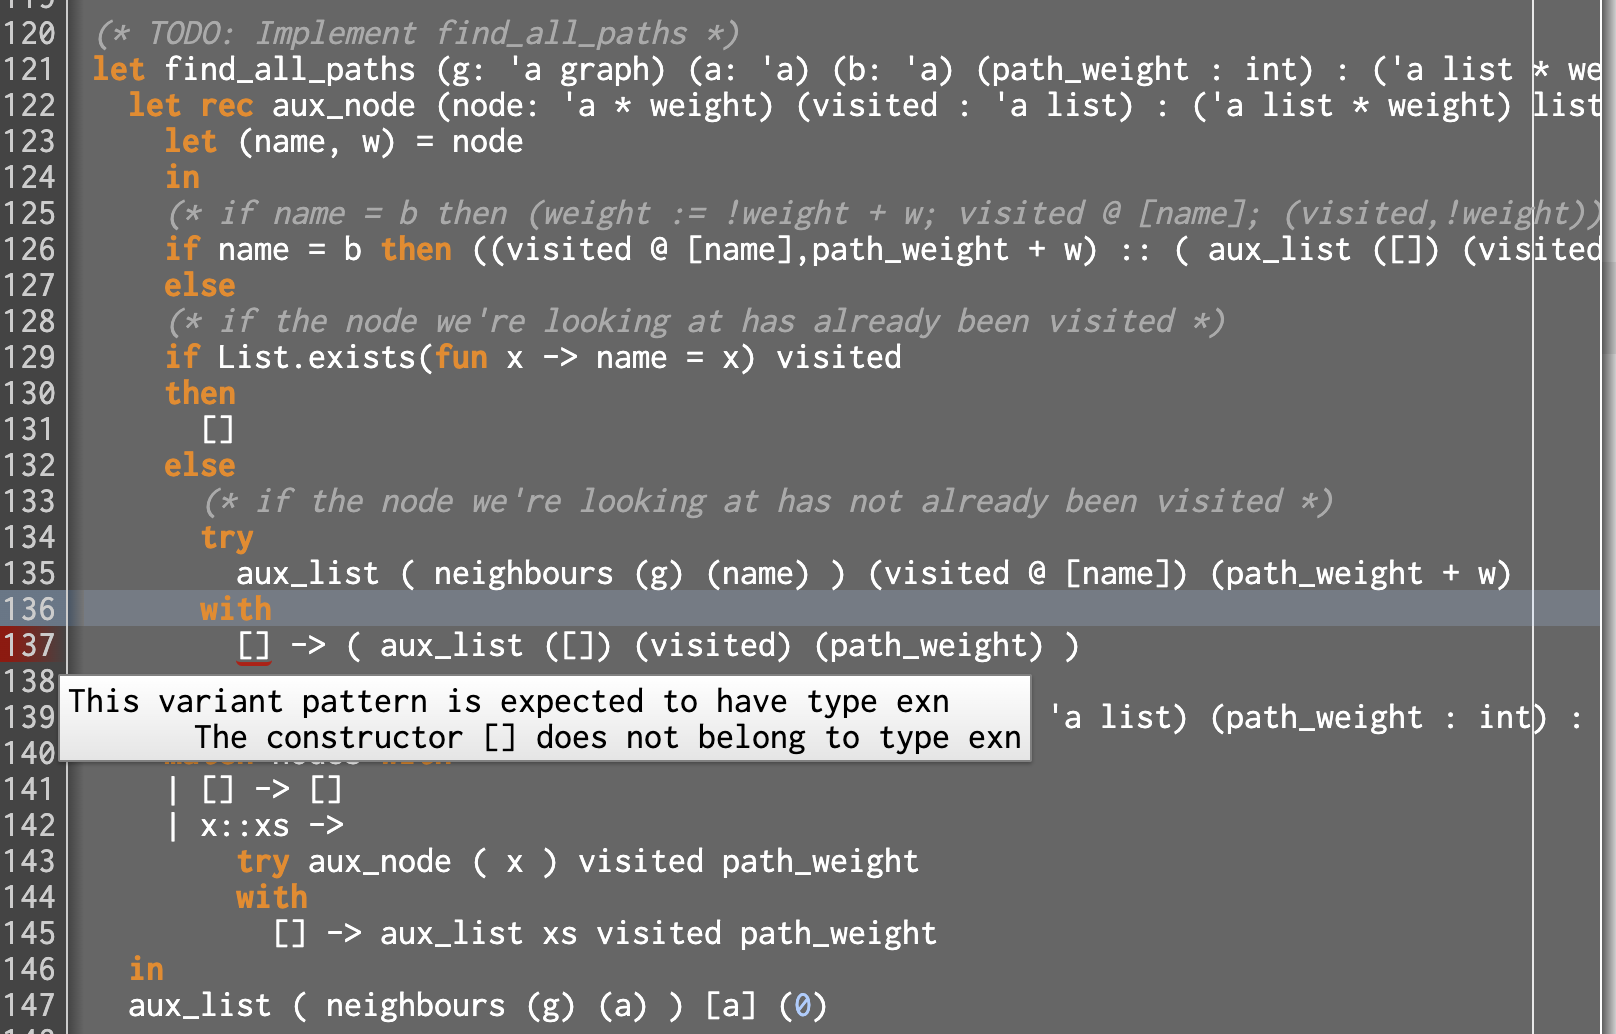 119
120 (* TODO: Implement find_all_paths *)
121 let find_all_paths (g: 'a graph) (a: 'a) (b: 'a) (path_weight : int) : ('a list * we
122 let rec aux_node (node: 'a * weight) (visited : 'a list) : ('a list * weight) list
123 let (name, w) = node
124 in
125 (* if name = b then (weight := !weight + w; visited @ [name]; (visited,!weight))
126 if name = b then ((visited @ [name],path_weight + w) :: ( aux_list ([]) (visited
127 else
128 (* if the node we're looking at has already been visited *)
129 if List.exists(fun x -> name = x) visited
130 then
131 []
132 else
133 (* if the node we're looking at has not already been visited *)
134 try
135 aux_list ( neighbours (g) (name) ) (visited @ [name]) (path_weight + w)
136 with
137 [] -> ( aux_list ([]) (visited) (path_weight) )
138
This variant pattern is expected to have type exn
139 'a list) (path_weight : int) :
The constructor [] does not belong to type exn
140
141 | [] -> []
142 | x::xs ->
143 try aux_node ( x ) visited path_weight
144 with
145 [] -> aux_list xs visited path_weight
146 in
147 aux_list ( neighbours (g) (a) ) [a] (0)